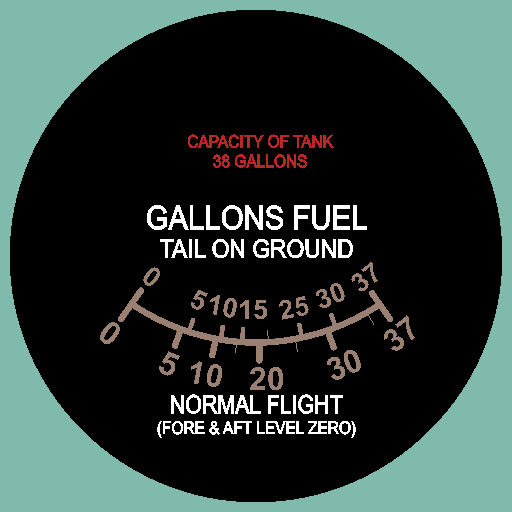 CAPACITY OF TANK
38 GALLONS
GALLONS FUEL
TAIL ON GROUND
0 5 10 15 25 30 37
0 5 10 20 30 37
NORMAL FLIGHT
(FORE & AFT LEVEL ZERO)